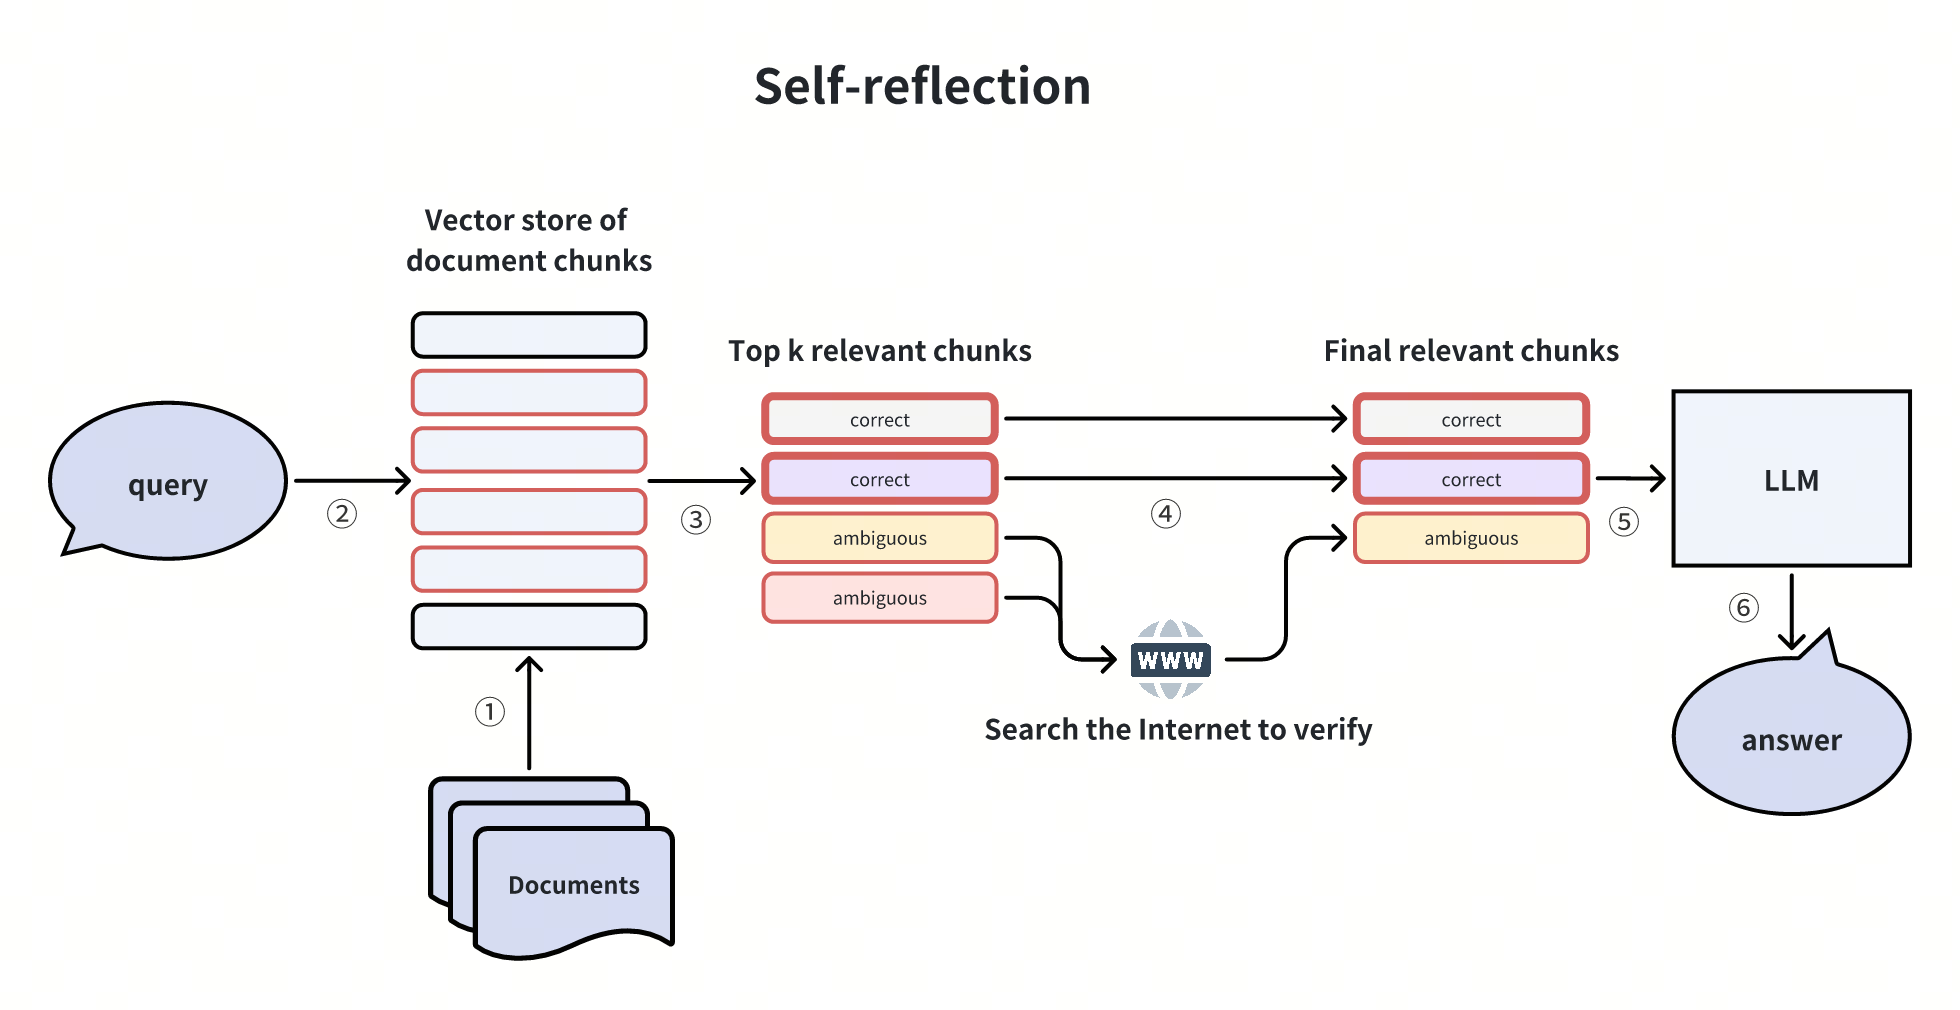 Self-reflection
Vector store of
document chunks
Top k relevant chunks
Final relevant chunks
correct
correct
ambiguous
ambiguous
correct
correct
ambiguous
query
②
③
④
⑤
LLM
⑥
WWW
Search the Internet to verify
①
answer
Documents